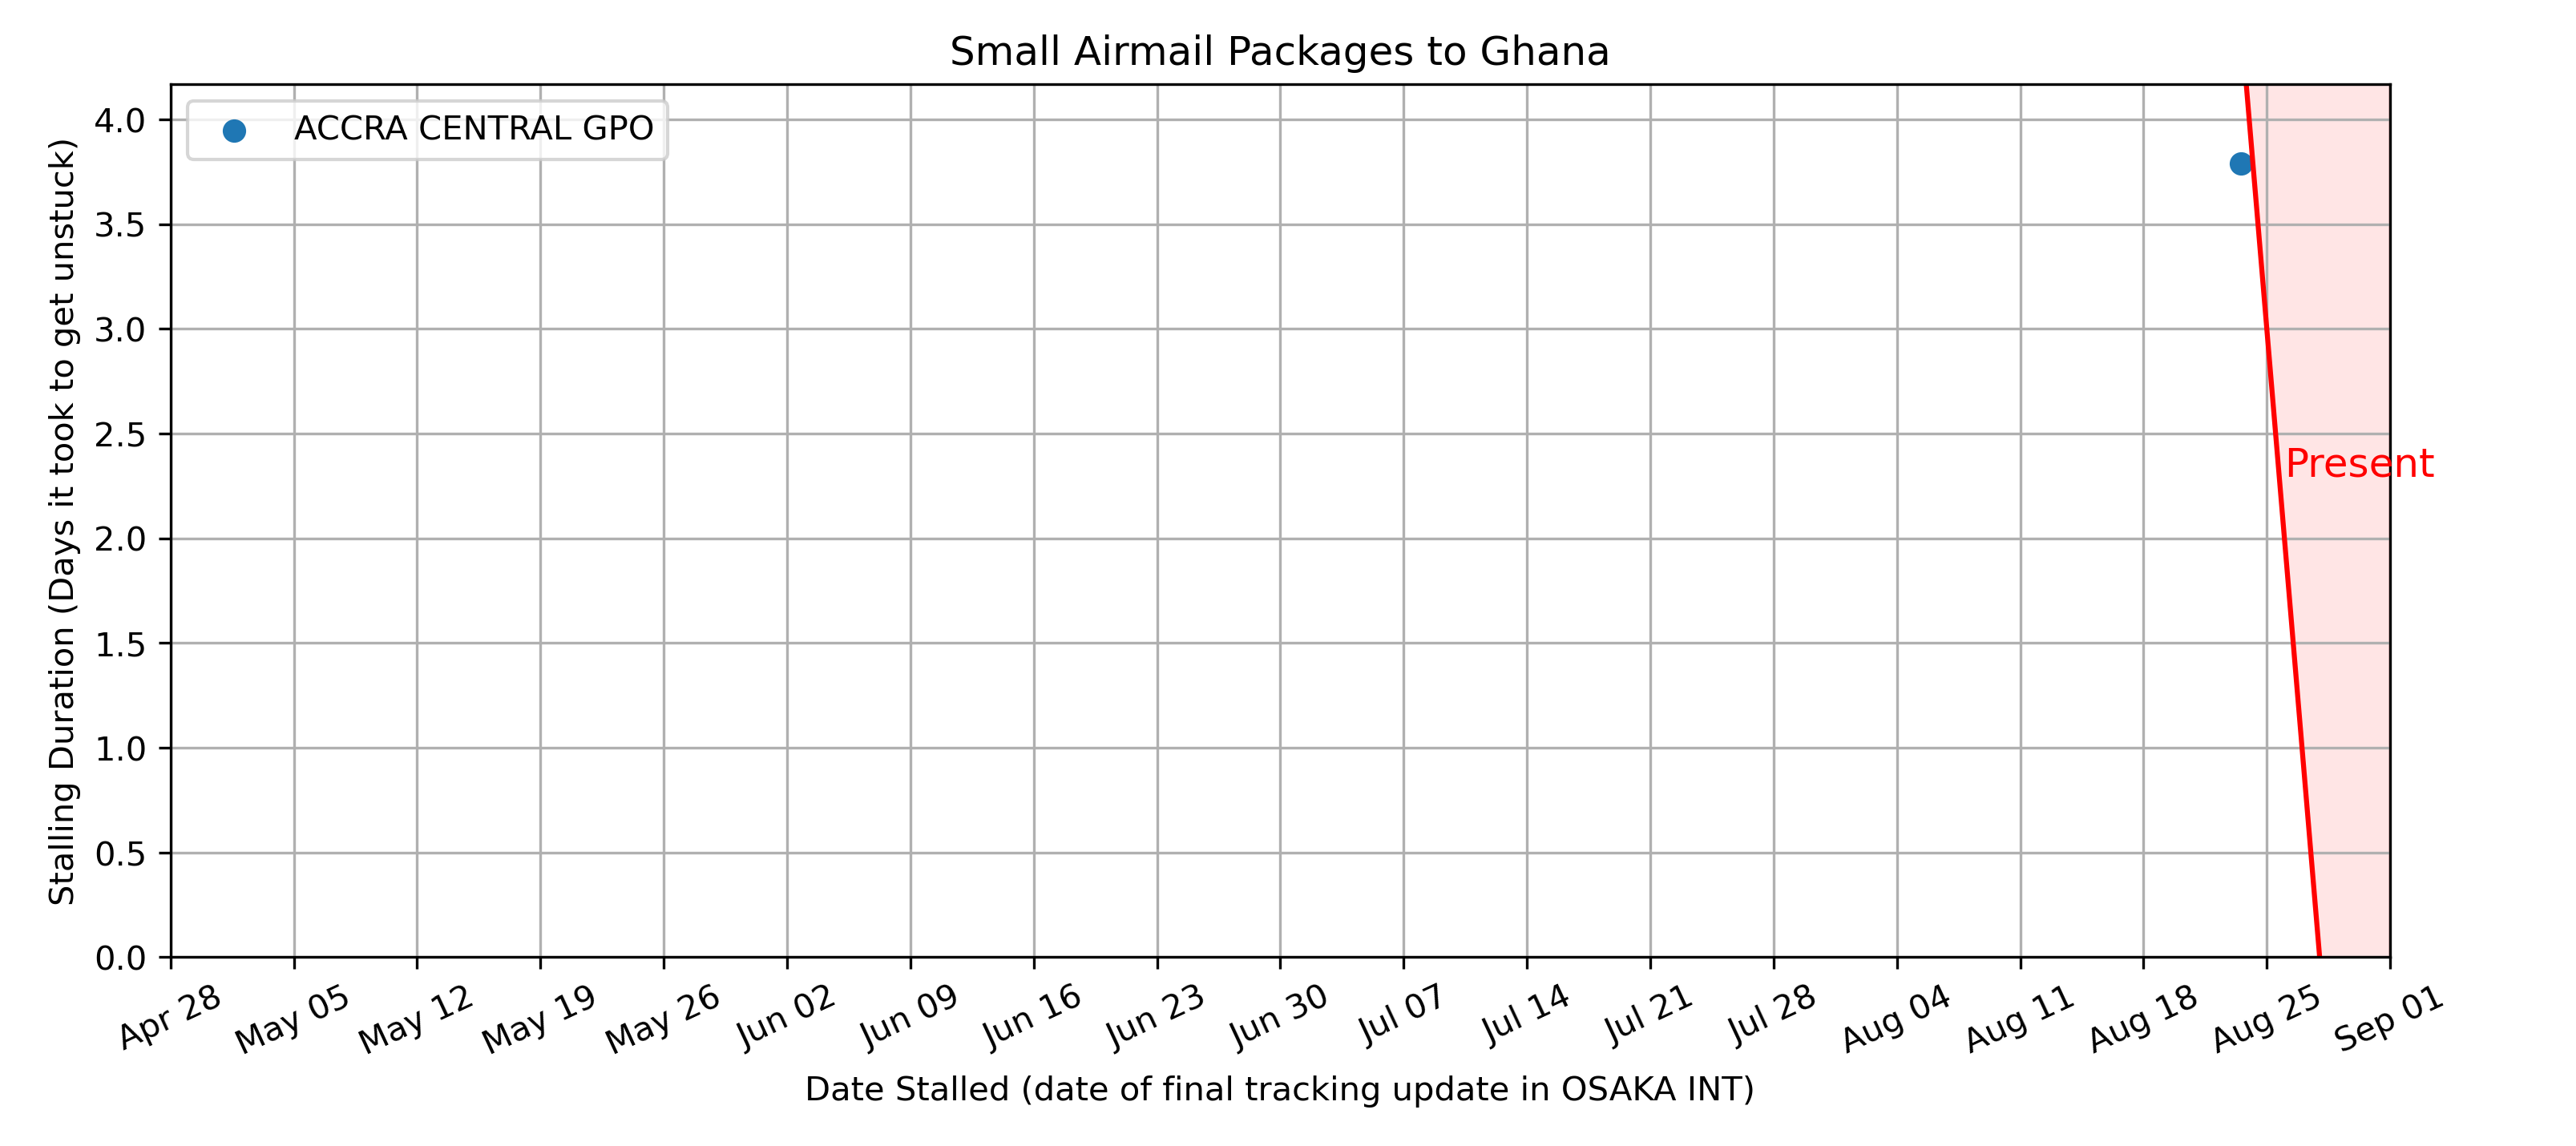 Small Airmail Packages to Ghana
ACCRA CENTRAL GPO
Stalling Duration (Days it took to get unstuck)
4.0
3.5
3.0
2.5
2.0
1.5
1.0
0.5
0.0
Present
Apr 28 May 05 May 12 May 19 May 26 Jun 02 Jun 09 Jun 16 Jun 23 Jun 30 Jul 07 Jul 14 Jul 21 Jul 28 Aug 04 Aug 11 Aug 18 Aug 25 Sep 01
Date Stalled (date of final tracking update in OSAKA INT)